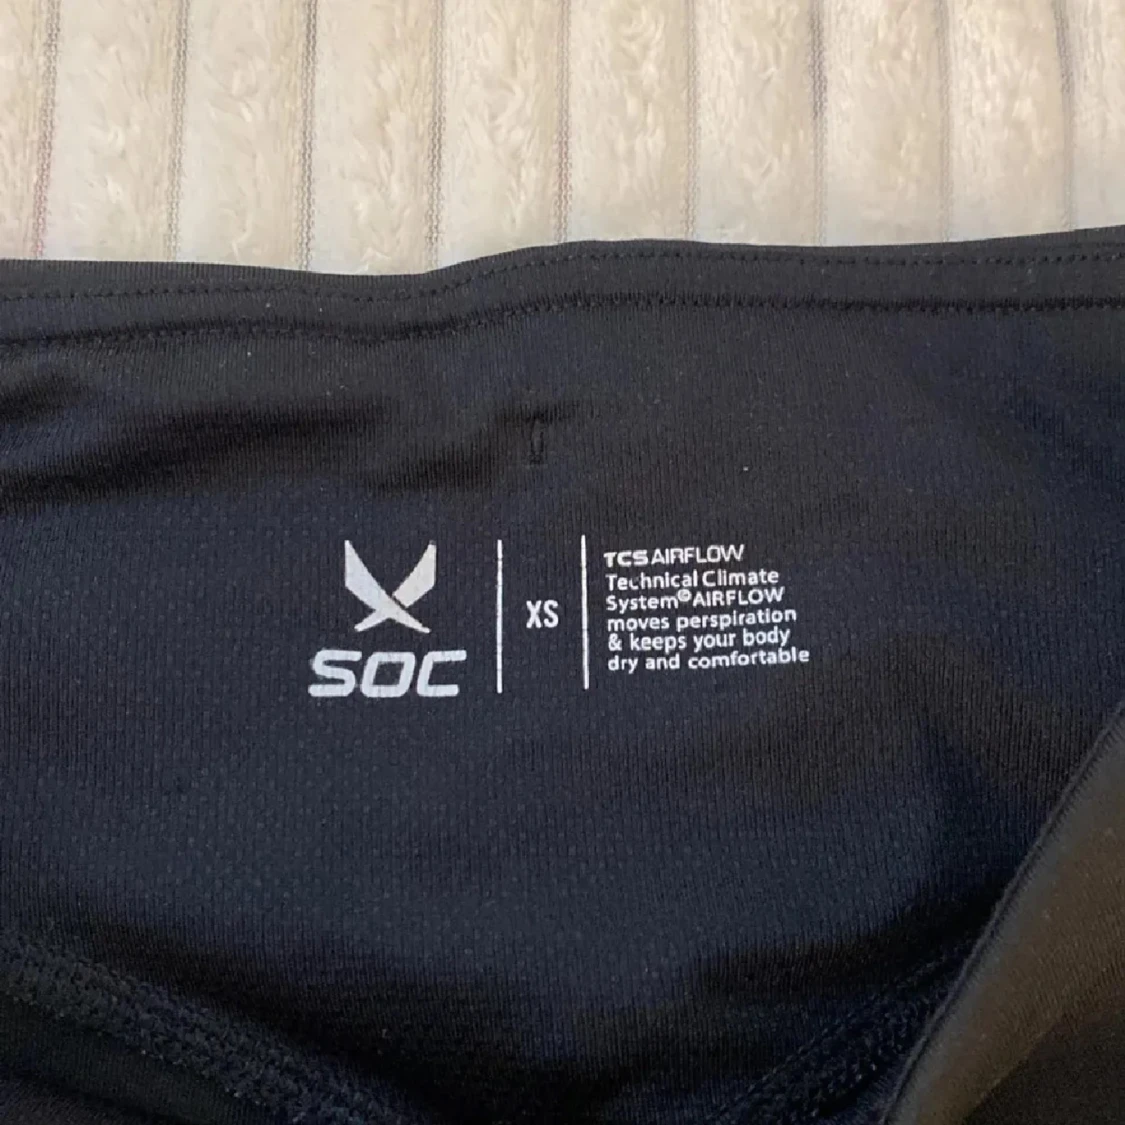 SOC
XS
TCS AIRFLOW
Technical Climate
System©AIRFLOW
moves perspiration
& keeps your body
dry and comfortable